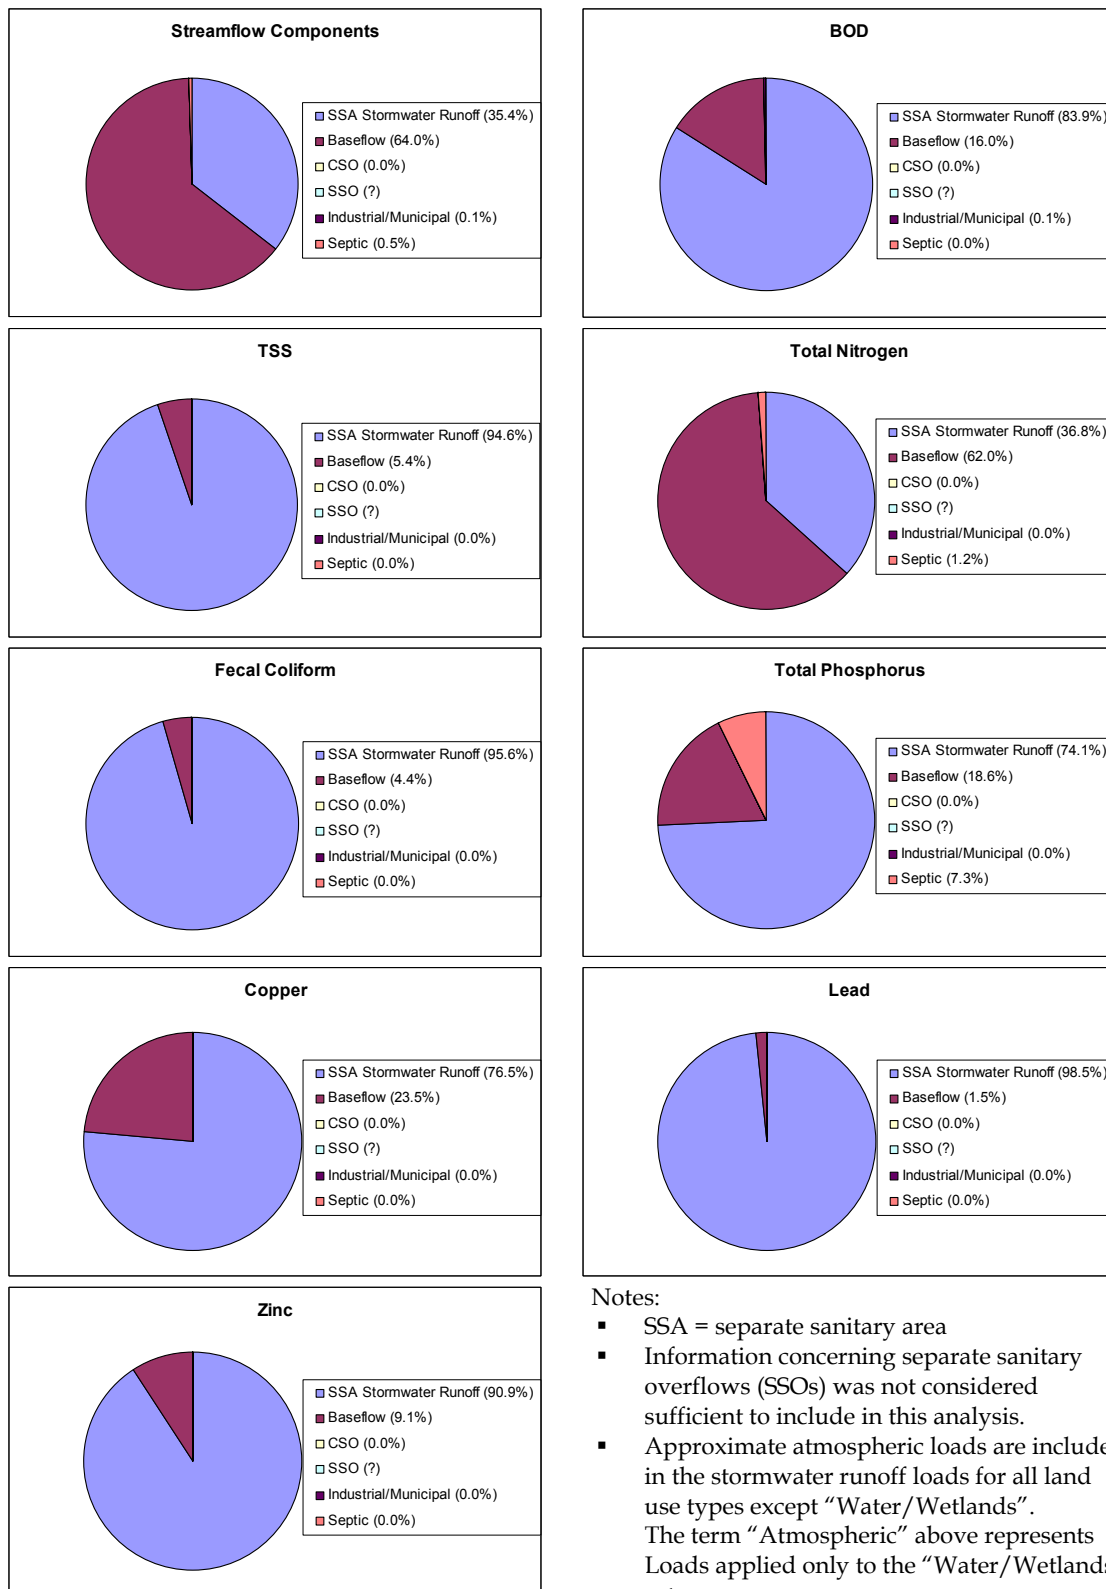 Streamflow Components
SSA Stormwater Runoff (35.4%)
Baseflow (64.0%)
CSO (0.0%)
SSO (?)
Industrial/Municipal (0.1%)
Septic (0.5%)
BOD
SSA Stormwater Runoff (83.9%)
Baseflow (16.0%)
CSO (0.0%)
SSO (?)
Industrial/Municipal (0.1%)
Septic (0.0%)
TSS
SSA Stormwater Runoff (94.6%)
Baseflow (5.4%)
CSO (0.0%)
SSO (?)
Industrial/Municipal (0.0%)
Septic (0.0%)
Total Nitrogen
SSA Stormwater Runoff (36.8%)
Baseflow (62.0%)
CSO (0.0%)
SSO (?)
Industrial/Municipal (0.0%)
Septic (1.2%)
Fecal Coliform
SSA Stormwater Runoff (95.6%)
Baseflow (4.4%)
CSO (0.0%)
SSO (?)
Industrial/Municipal (0.0%)
Septic (0.0%)
Total Phosphorus
SSA Stormwater Runoff (74.1%)
Baseflow (18.6%)
CSO (0.0%)
SSO (?)
Industrial/Municipal (0.0%)
Septic (7.3%)
Copper
SSA Stormwater Runoff (76.5%)
Baseflow (23.5%)
CSO (0.0%)
SSO (?)
Industrial/Municipal (0.0%)
Septic (0.0%)
Lead
SSA Stormwater Runoff (98.5%)
Baseflow (1.5%)
CSO (0.0%)
SSO (?)
Industrial/Municipal (0.0%)
Septic (0.0%)
Zinc
SSA Stormwater Runoff (90.9%)
Baseflow (9.1%)
CSO (0.0%)
SSO (?)
Industrial/Municipal (0.0%)
Septic (0.0%)
Notes:
▪ SSA = separate sanitary area
▪ Information concerning separate sanitary
overflows (SSOs) was not considered
sufficient to include in this analysis.
▪ Approximate atmospheric loads are include
in the stormwater runoff loads for all land
use types except “Water/Wetlands”.
The term “Atmospheric” above represents
Loads applied only to the “Water/Wetlands